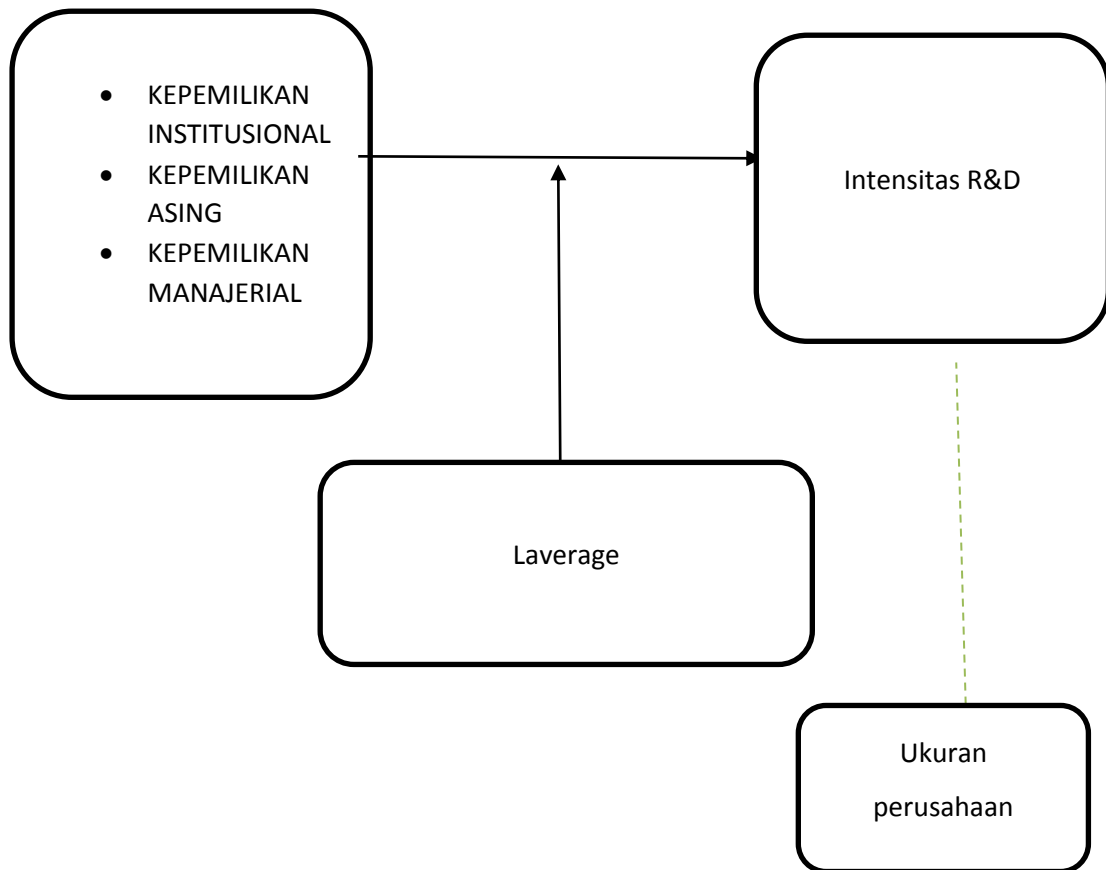 • KEPEMILIKAN
INSTITUSIONAL
• KEPEMILIKAN
ASING
• KEPEMILIKAN
MANAJERIAL
Intensitas R&D
Laverage
Ukuran
perusahaan